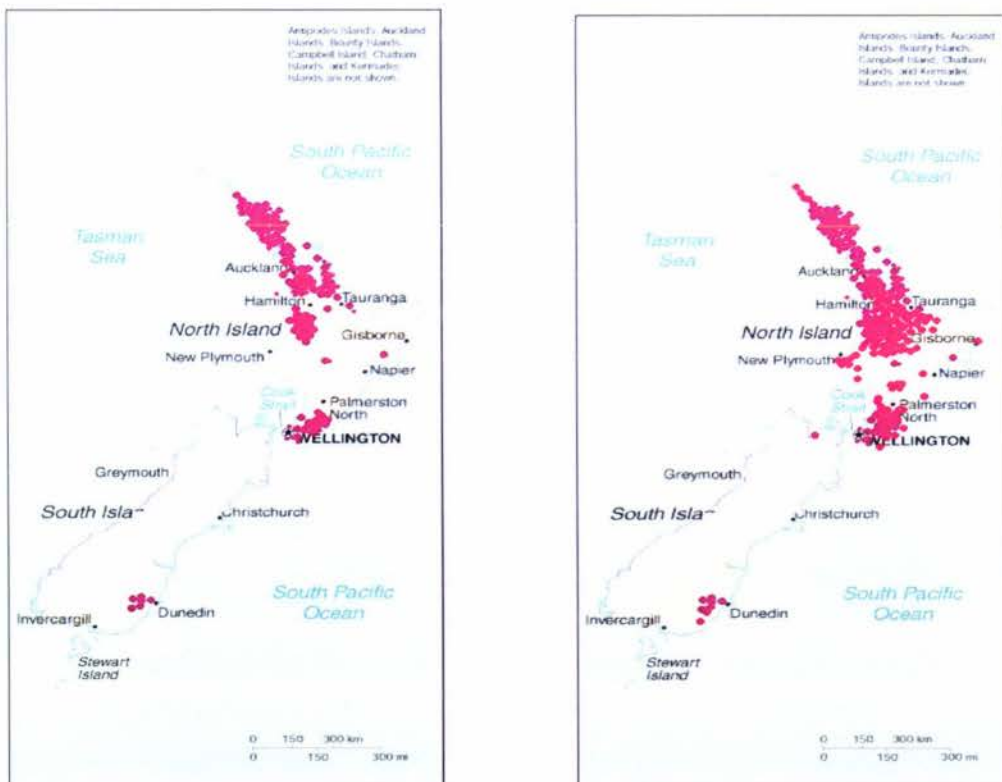 Antipodes Islands, Auckland
Islands, Bounty Islands,
Campbell Island, Chatham
Islands, and Kermadec
Islands are not shown.
South Pacific
Ocean
Tasman
Sea
Auckland
Hamilton
Tauranga
North Island
Gisborne
New Plymouth
Napier
Cook
Strait
Palmerston
North
WELLINGTON
Greymouth
South Isla
Christchurch
South Pacific
Ocean
Dunedin
Invercargill
Stewart
Island
0 150 300 km
0 150 300 mi
Antipodes Islands, Auckland
Islands, Bounty Islands,
Campbell Island, Chatham
Islands, and Kermadec
Islands are not shown.
South Pacific
Ocean
Tasman
Sea
Auckland
Hamilton
Tauranga
North Island
Gisborne
New Plymouth
Napier
Cook
Strait
Palmerston
North
WELLINGTON
Greymouth
South Isla
Christchurch
South Pacific
Ocean
Dunedin
Invercargill
Stewart
Island
0 150 300 km
0 150 300 mi